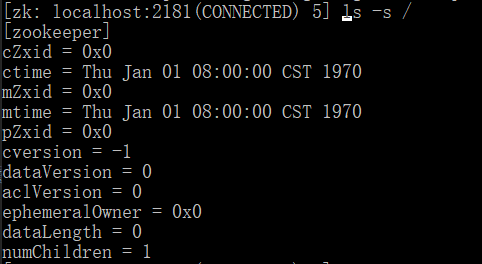 [zk: localhost:2181(CONNECTED) 5] ls -s /
[zookeeper]
cZxid = 0x0
ctime = Thu Jan 01 08:00:00 CST 1970
mZxid = 0x0
mtime = Thu Jan 01 08:00:00 CST 1970
pZxid = 0x0
cversion = -1
dataVersion = 0
aclVersion = 0
ephemeralOwner = 0x0
dataLength = 0
numChildren = 1